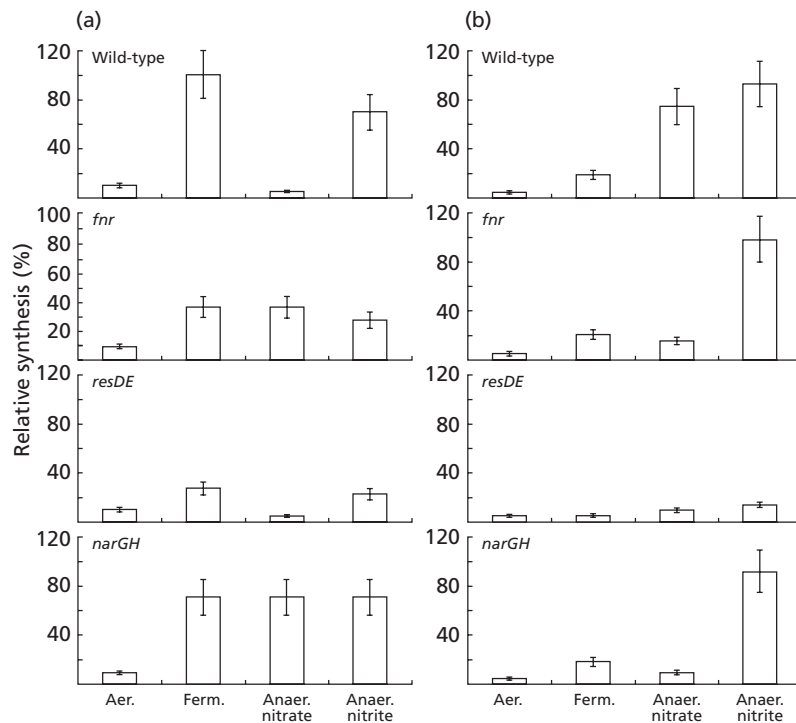 (a)
(b)
Relative synthesis (%)
Wild-type
120
80
40
fnr
100
80
60
40
20
resDE
120
80
40
narGH
120
80
40
Aer.
Ferm.
Anaer.
nitrate
Anaer.
nitrite
Wild-type
120
80
40
fnr
120
80
40
resDE
120
80
40
narGH
120
80
40
Aer.
Ferm.
Anaer.
nitrate
Anaer.
nitrite